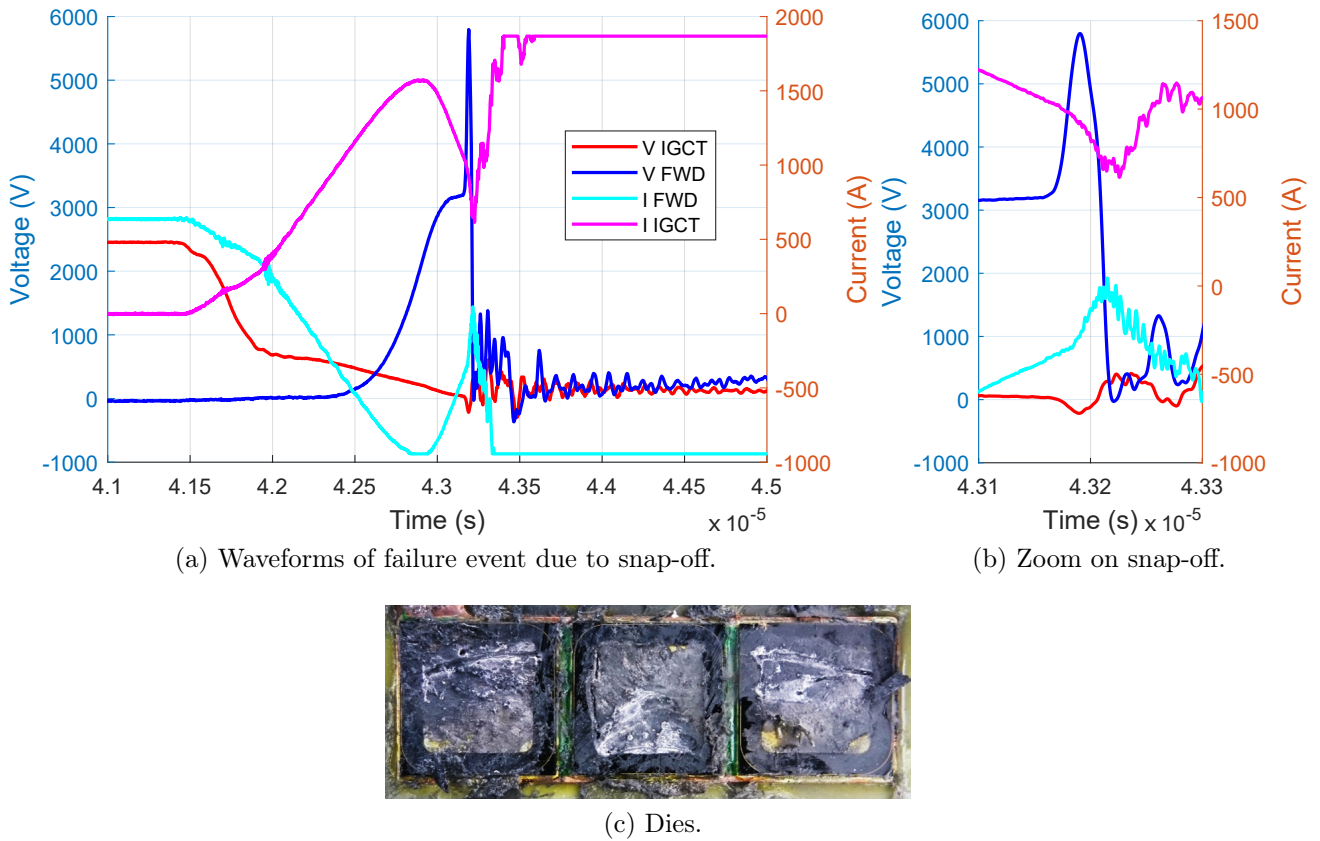 6000
5000
4000
3000
2000
1000
0
-1000
Voltage (V)
2000
1500
1000
500
0
-500
-1000
Current (A)
V IGCT
V FWD
I FWD
I IGCT
4.1 4.15 4.2 4.25 4.3 4.35 4.4 4.45 4.5
Time (s)
x 10-5
(a) Waveforms of failure event due to snap-off.
6000
5000
4000
3000
2000
1000
0
-1000
Voltage (V)
1500
1000
500
0
-500
-1000
Current (A)
4.31 4.32 4.33
Time (s) x 10-5
(b) Zoom on snap-off.
(c) Dies.